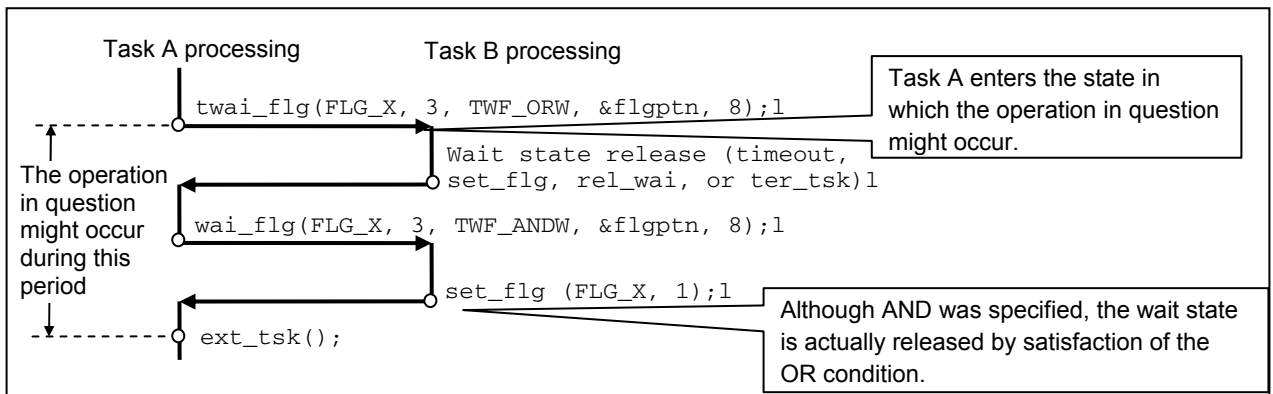 Task A processing
Task B processing
twai_flg(FLG_X, 3, TWF_ORW, &flgptn, 8);l
Task A enters the state in
which the operation in question
might occur.
The operation
in question
might occur
during this
period
Wait state release (timeout,
set_flg, rel_wai, or ter_tsk)l
wai_flg(FLG_X, 3, TWF_ANDW, &flgptn, 8);l
set_flg (FLG_X, 1);l
Although AND was specified, the wait state
is actually released by satisfaction of the
OR condition.
ext_tsk();